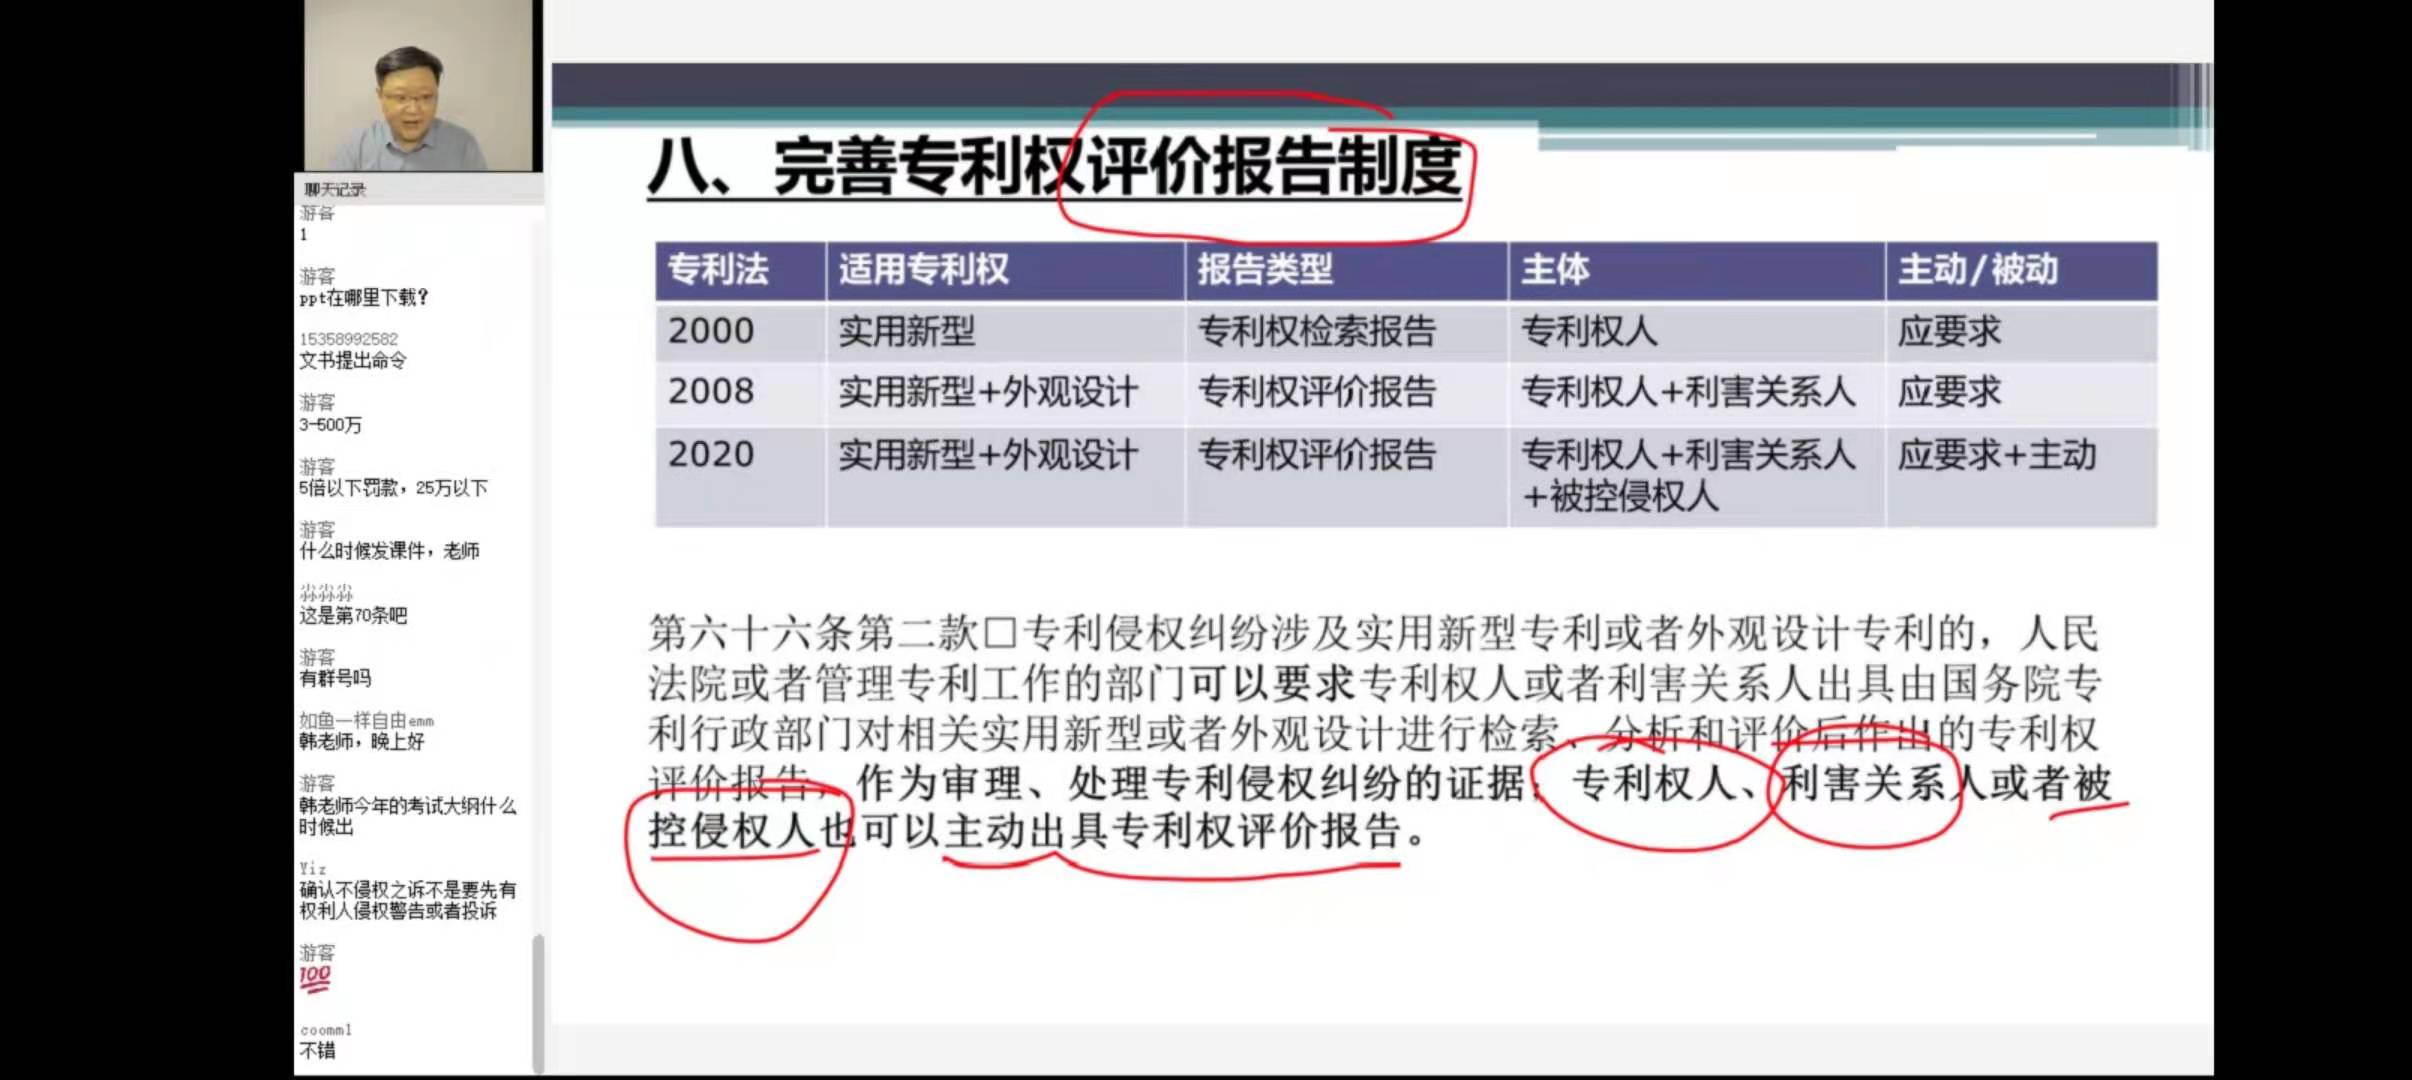 聊天记录
游客
1
游客
ppt在哪里下载？
15358992582
文书提出命令
游客
3-500万
游客
5倍以下罚款，25万以下
游客
什么时候发课件，老师
尛尛尛
这是第70条吧
游客
有群号吗
如鱼一样自由emm
韩老师，晚上好
游客
韩老师今年的考试大纲什么
时候出
Yiz
确认不侵权之诉不是要先有
权利人侵权警告或者投诉
游客
100
coomml
不错
八、完善专利权评价报告制度
专利法 适用专利权 报告类型 主体 主动/被动
2000 实用新型 专利权检索报告 专利权人 应要求
2008 实用新型+外观设计 专利权评价报告 专利权人+利害关系人 应要求
2020 实用新型+外观设计 专利权评价报告 专利权人+利害关系人 应要求+主动
+被控侵权人
第六十六条第二款□专利侵权纠纷涉及实用新型专利或者外观设计专利的，人民
法院或者管理专利工作的部门可以要求专利权人或者利害关系人出具由国务院专
利行政部门对相关实用新型或者外观设计进行检索、分析和评价后作出的专利权
评价报告，作为审理、处理专利侵权纠纷的证据；专利权人、利害关系人或者被
控侵权人也可以主动出具专利权评价报告。